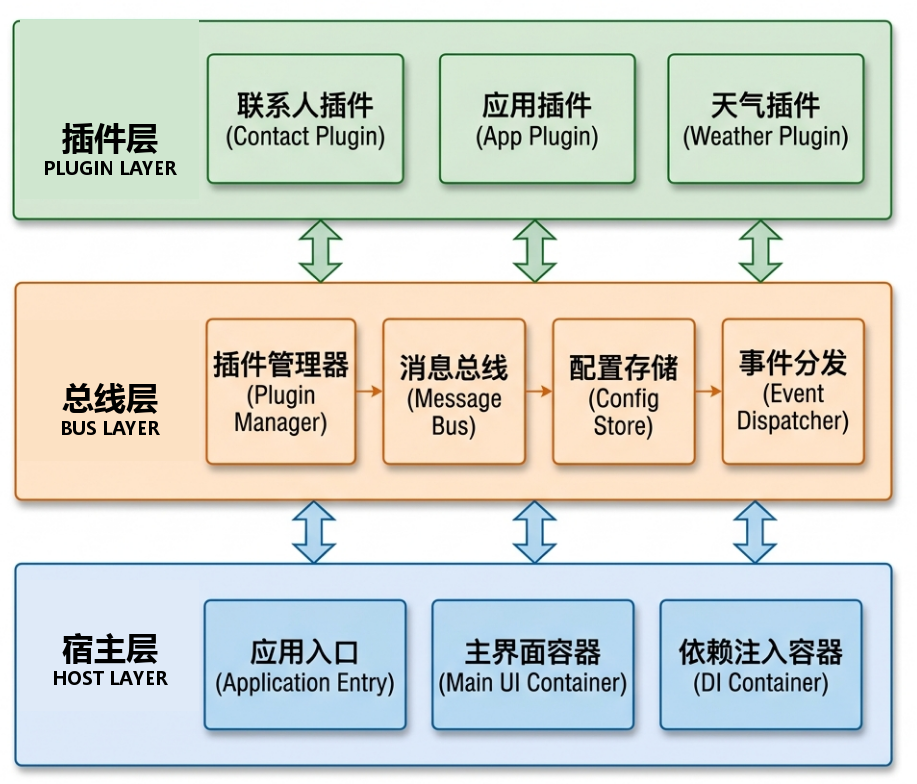 插件层
PLUGIN LAYER
联系人插件
(Contact Plugin)
应用插件
(App Plugin)
天气插件
(Weather Plugin)
总线层
BUS LAYER
插件管理器
(Plugin
Manager)
消息总线
(Message
Bus)
配置存储
(Config
Store)
事件分发
(Event
Dispatcher)
宿主层
HOST LAYER
应用入口
(Application Entry)
主界面容器
(Main UI Container)
依赖注入容器
(DI Container)